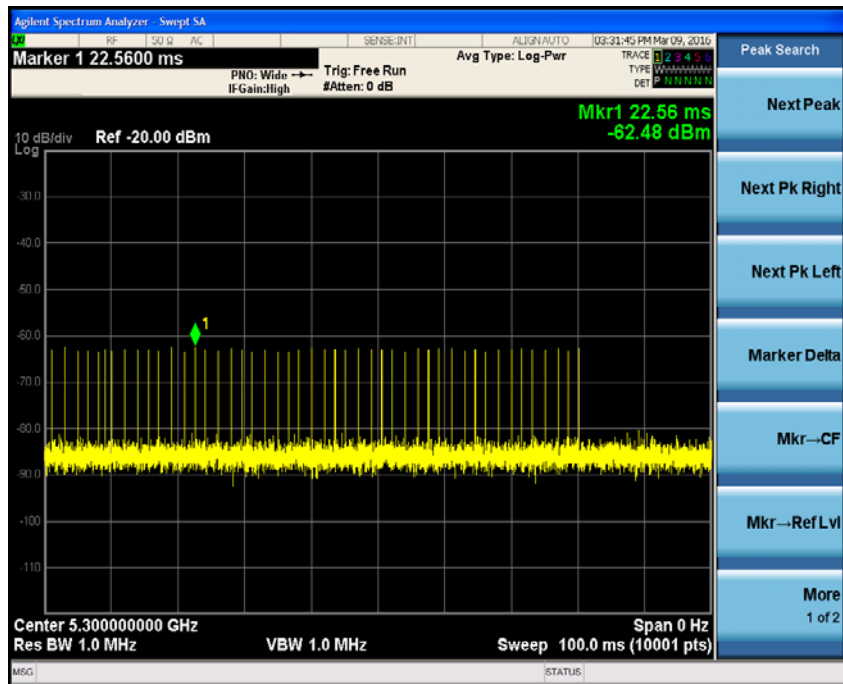 Agilent Spectrum Analyzer - Swept SA
LXI RF 50 Ω AC SENSE:INT ALIGN AUTO 03:31:45 PM Mar 09, 2016
Marker 1 22.5600 ms
PNO: Wide
IFGain:High
Trig: Free Run
#Atten: 0 dB
Avg Type: Log-Pwr
TRACE 1 2 3 4 5 6
TYPE WWWWWW
DET P N N N N N
Mkr1 22.56 ms
-62.48 dBm
10 dB/div
Log
Ref -20.00 dBm
-30.0
-40.0
-50.0
1
-60.0
-70.0
-80.0
-90.0
-100
-110
Center 5.300000000 GHz
Span 0 Hz
Res BW 1.0 MHz
VBW 1.0 MHz
Sweep 100.0 ms (10001 pts)
MSG
STATUS
Peak Search
Next Peak
Next Pk Right
Next Pk Left
Marker Delta
Mkr→CF
Mkr→Ref Lvl
More
1 of 2